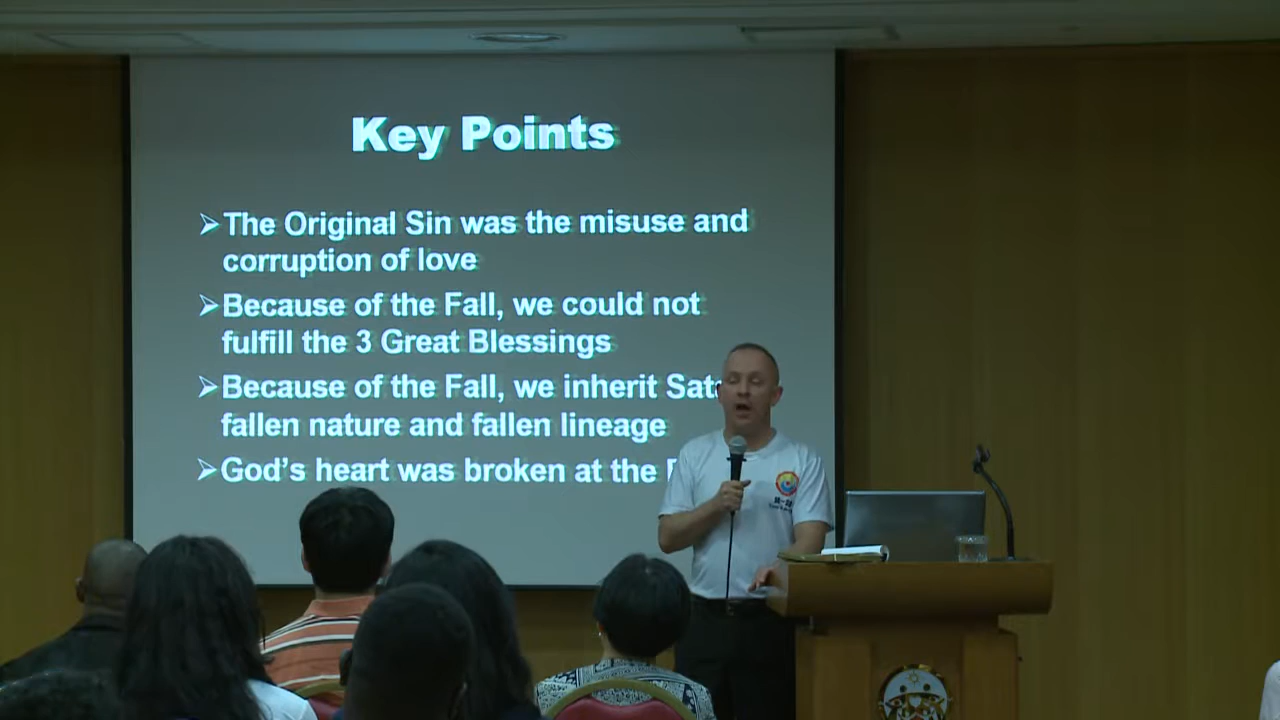 Key Points
➢The Original Sin was the misuse and
corruption of love
➢Because of the Fall, we could not
fulfill the 3 Great Blessings
➢Because of the Fall, we inherit
fallen nature and fallen lineage
➢God's heart was broken at the